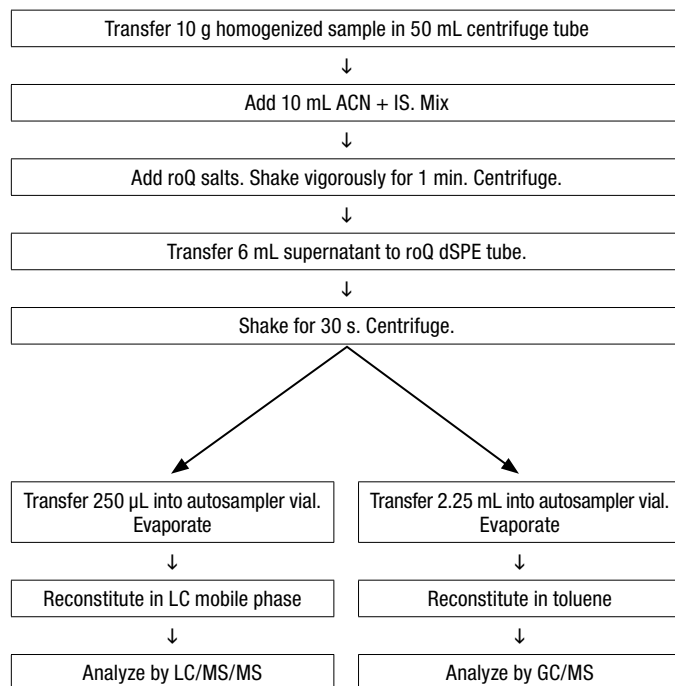 Transfer 10 g homogenized sample in 50 mL centrifuge tube
↓
Add 10 mL ACN + IS. Mix
↓
Add roQ salts. Shake vigorously for 1 min. Centrifuge.
↓
Transfer 6 mL supernatant to roQ dSPE tube.
↓
Shake for 30 s. Centrifuge.
Transfer 250 µL into autosampler vial.
Evaporate
↓
Reconstitute in LC mobile phase
↓
Analyze by LC/MS/MS
Transfer 2.25 mL into autosampler vial.
Evaporate
↓
Reconstitute in toluene
↓
Analyze by GC/MS